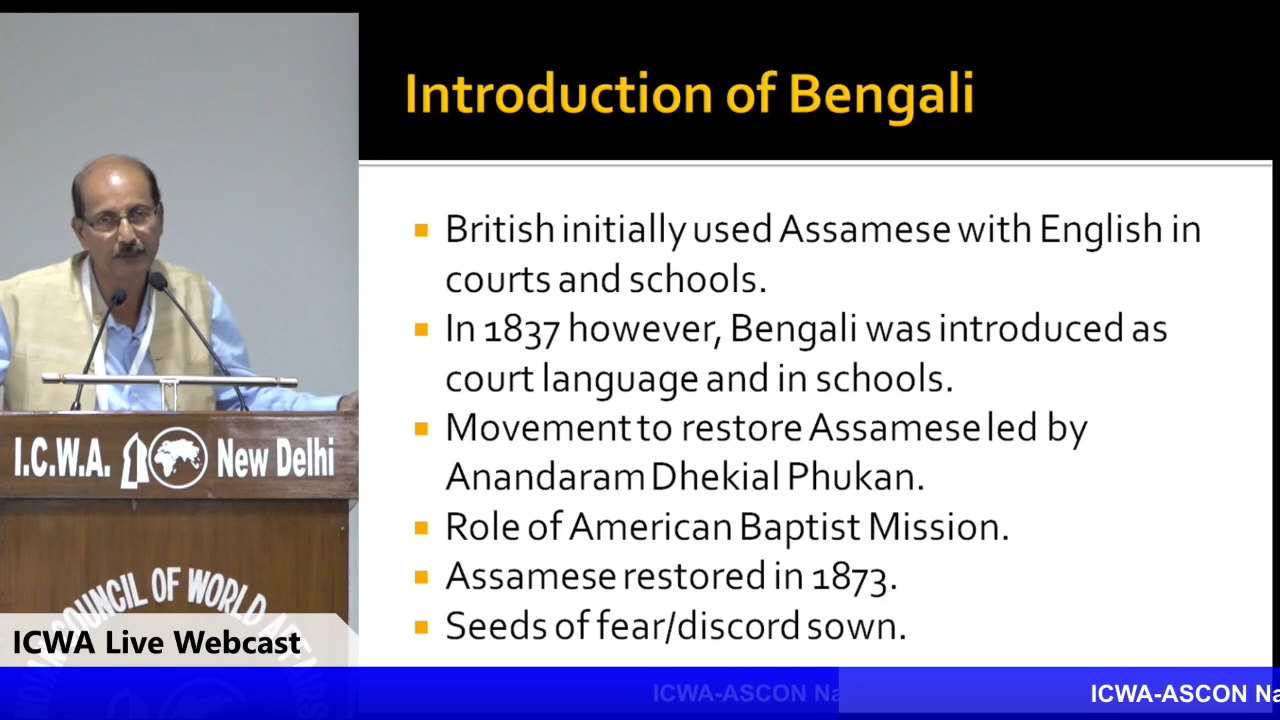 Introduction of Bengali
British initially used Assamese with English in
courts and schools.
In 1837 however, Bengali was introduced as
court language and in schools.
Movement to restore Assamese led by
Anandaram Dhekial Phukan.
Role of American Baptist Mission.
Assamese restored in 1873.
Seeds of fear/discord sown.
I.C.W.A. New Delhi
COUNCIL OF WORLD AFFAIRS
ICWA Live Webcast
ICWA-ASCON Na
ICWA-ASCON Na